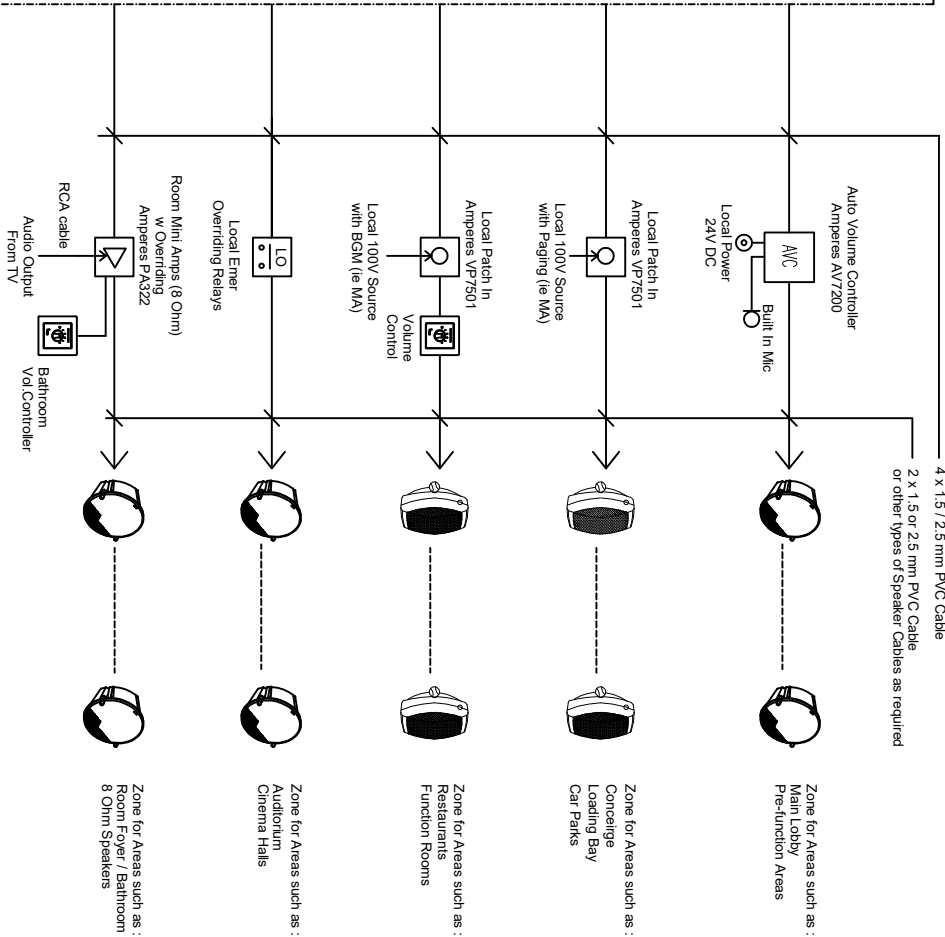 4 x 1.5 / 2.5 mm PVC Cable
2 x 1.5 or 2.5 mm PVC Cable
or other types of Speaker Cables as required
Auto Volume Controller
Amperes AV7200
AVC
Local Power
24V DC
Built In Mic
Zone for Areas such as :
Main Lobby
Pre-function Areas
Local Patch In
Amperes VP7501
Local 100V Source
with Paging (ie MA)
Zone for Areas such as :
Conceirge
Loading Bay
Car Parks
Local Patch In
Amperes VP7501
Local 100V Source
with BGM (ie MA)
Volume
Control
Zone for Areas such as :
Restaurants
Function Rooms
Local Emer
Overriding Relays
LO
Zone for Areas such as :
Auditorium
Cinema Halls
Room Mini Amps (8 Ohm)
w Overriding
Amperes PA322
RCA cable
Audio Output
From TV
Bathroom
Vol.Controller
Zone for Areas such as :
Room Foyer / Bathroom
8 Ohm Speakers